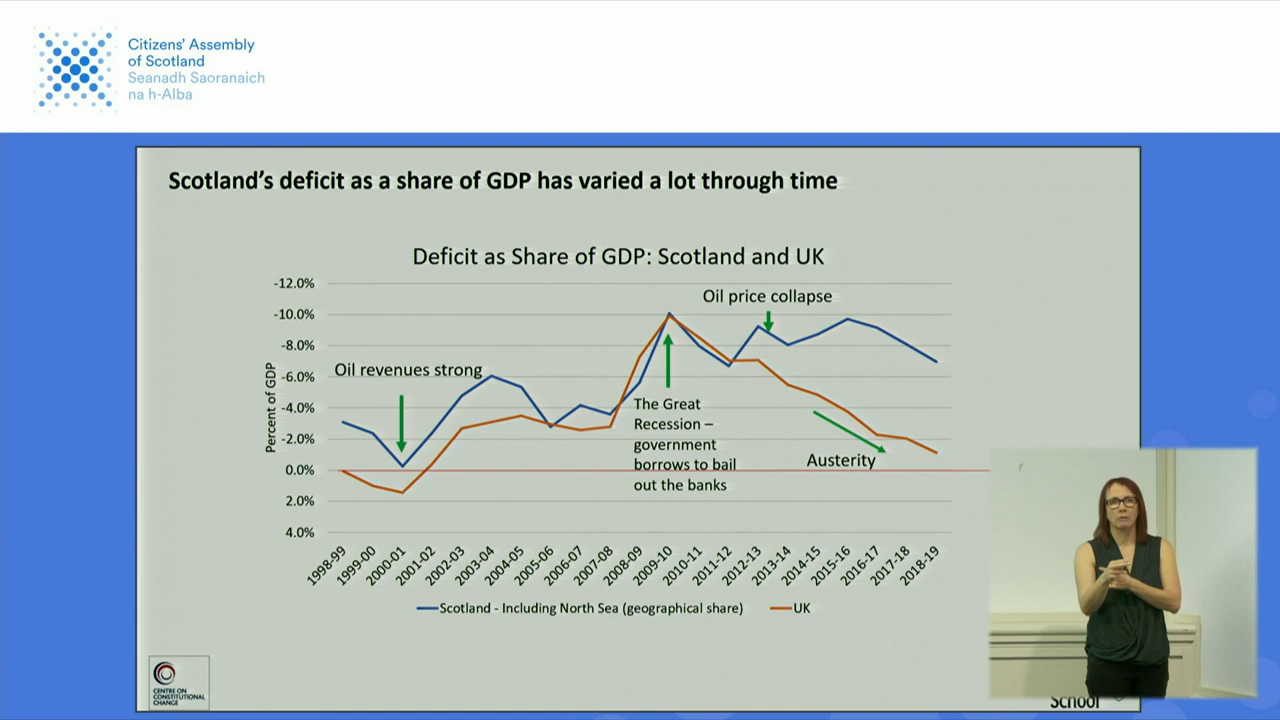 Citizens’ Assembly
of Scotland
Seanadh Saoranaich
na h-Alba
Scotland’s deficit as a share of GDP has varied a lot through time
Deficit as Share of GDP: Scotland and UK
-12.0%
-10.0%
-8.0%
-6.0%
-4.0%
-2.0%
0.0%
2.0%
4.0%
Percent of GDP
Oil revenues strong
The Great
Recession –
government
borrows to bail
out the banks
Oil price collapse
Austerity
1998-99
1999-00
2000-01
2001-02
2002-03
2003-04
2004-05
2005-06
2006-07
2007-08
2008-09
2009-10
2010-11
2011-12
2012-13
2013-14
2014-15
2015-16
2016-17
2017-18
2018-19
Scotland - Including North Sea (geographical share)
UK
CENTRE ON
CONSTITUTIONAL
CHANGE
School